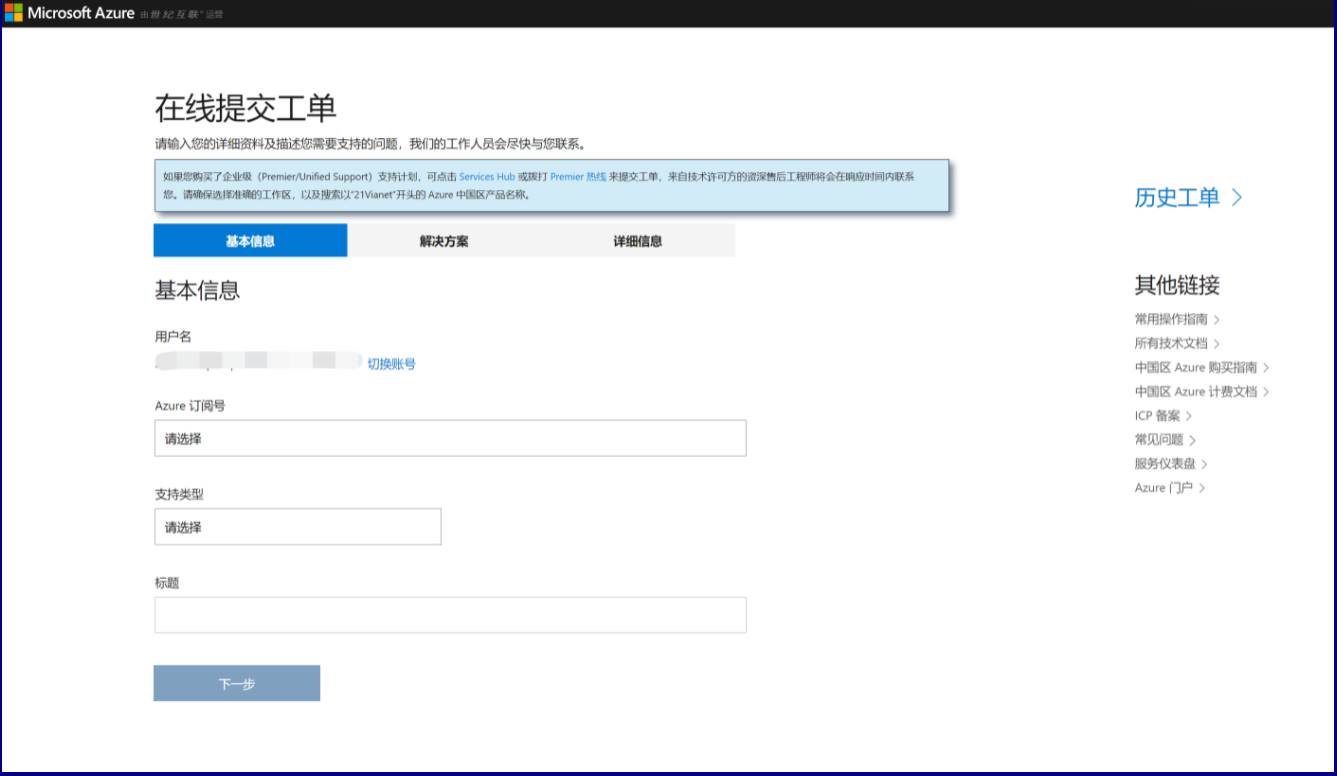 Microsoft Azure 由世纪互联运营
在线提交工单
请输入您的详细资料及描述您需要支持的问题，我们的工作人员会尽快与您联系。
如果您购买了企业级（Premier/Unified Support）支持计划，可点击 Services Hub 或拨打 Premier 热线 来提交工单，来自技术许可方的资深售后工程师将会在响应时间内联系
您。请确保选择准确的工作区，以及搜索以"21Vianet"开头的 Azure 中国区产品名称。
历史工单
基本信息 解决方案 详细信息
基本信息
用户名
切换账号
Azure 订阅号
请选择
支持类型
请选择
标题
下一步
其他链接
常用操作指南
所有技术文档
中国区 Azure 购买指南
中国区 Azure 计费文档
ICP 备案
常见问题
服务仪表盘
Azure 门户